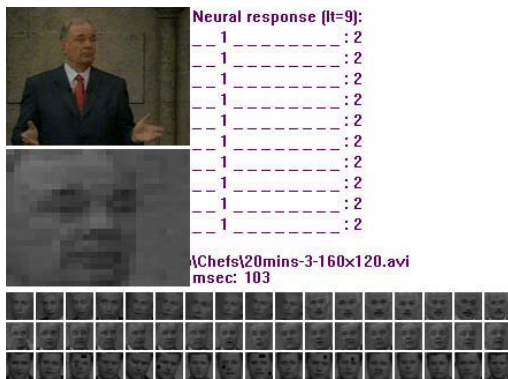 Neural response (It=9):
_ _ 1 _ _ _ _ _ _ _ _ : 2
_ _ 1 _ _ _ _ _ _ _ _ : 2
_ _ 1 _ _ _ _ _ _ _ _ : 2
_ _ 1 _ _ _ _ _ _ _ _ : 2
_ _ 1 _ _ _ _ _ _ _ _ : 2
_ _ 1 _ _ _ _ _ _ _ _ : 2
_ _ 1 _ _ _ _ _ _ _ _ : 2
_ _ 1 _ _ _ _ _ _ _ _ : 2
_ _ 1 _ _ _ _ _ _ _ _ : 2
_ _ 1 _ _ _ _ _ _ _ _ : 2
\Chefs\20mins-3-160x120.avi
msec: 103